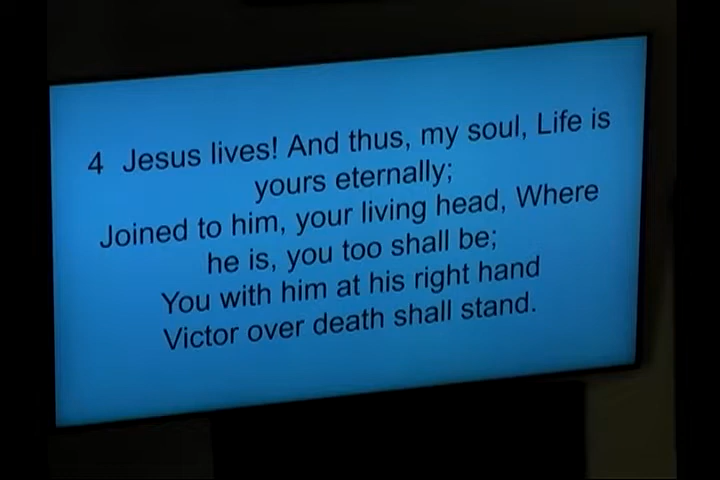 4 Jesus lives! And thus, my soul, Life is
yours eternally;
Joined to him, your living head, Where
he is, you too shall be;
You with him at his right hand
Victor over death shall stand.